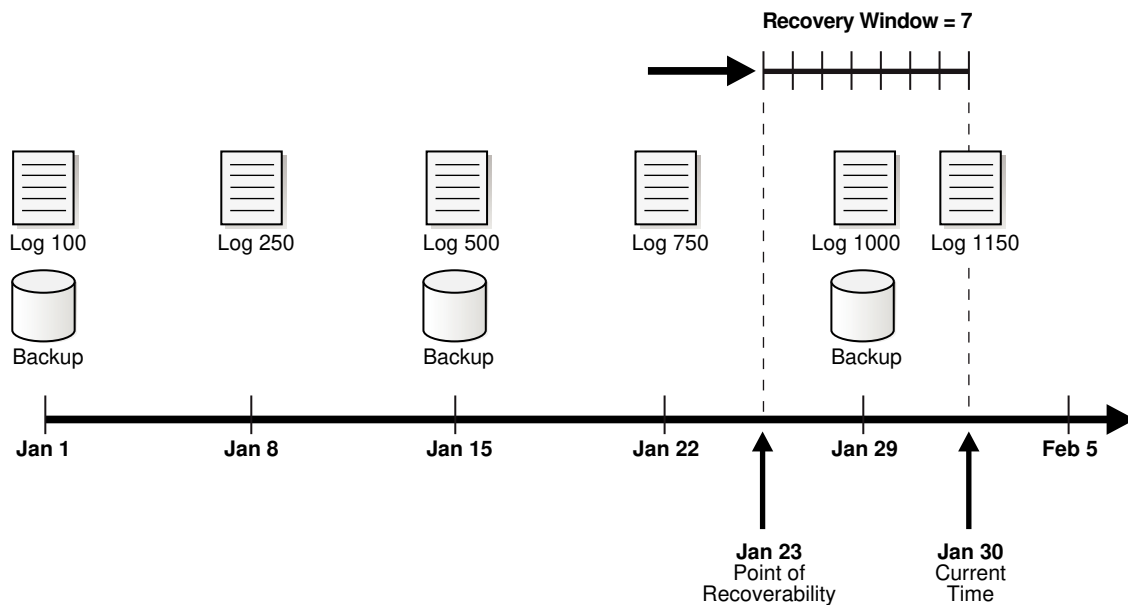 Recovery Window = 7
Log 100
Log 250
Log 500
Log 750
Log 1000
Log 1150
Backup
Backup
Backup
Jan 1
Jan 8
Jan 15
Jan 22
Jan 29
Feb 5
Jan 23
Point of
Recoverability
Jan 30
Current
Time